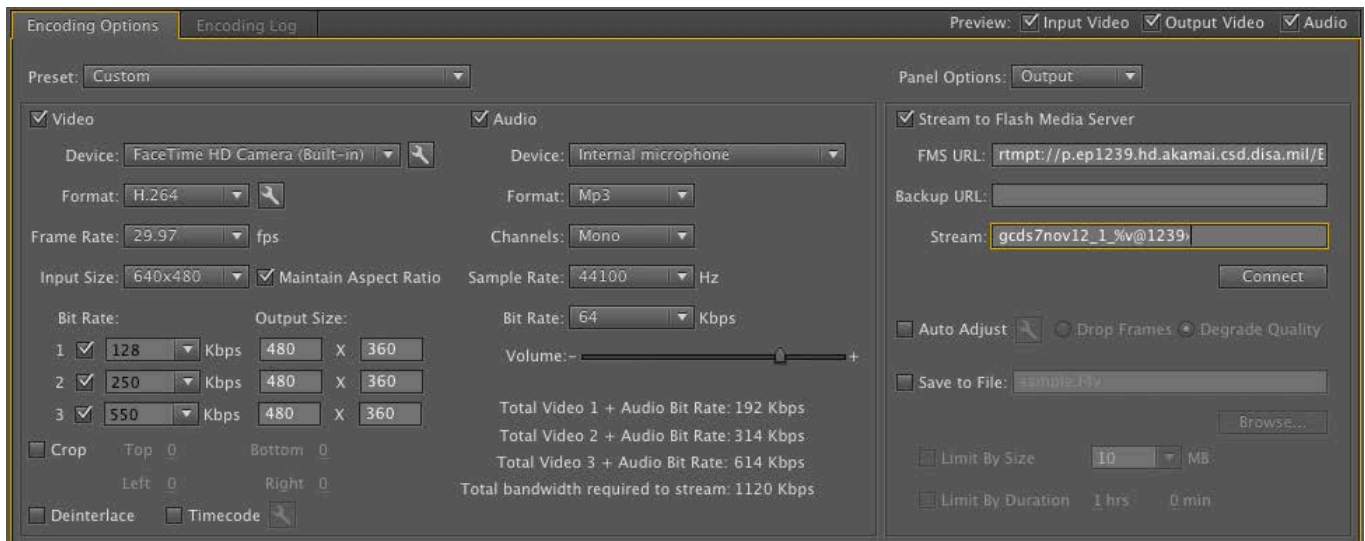 Encoding Options Encoding Log Preview: Input Video Output Video Audio
Preset: Custom Panel Options: Output
Video Audio Stream to Flash Media Server
Device: FaceTime HD Camera (Built-in) Device: Internal microphone FMS URL: rtmpt://p.ep1239.hd.akamai.csd.disa.mil/E
Format: H.264 Format: Mp3 Backup URL:
Frame Rate: 29.97 fps Channels: Mono Stream: gcds7nov12_1_%v@1239
Input Size: 640x480 Maintain Aspect Ratio Sample Rate: 44100 Hz Connect
Bit Rate: Output Size: Bit Rate: 64 Kbps
1 128 Kbps 480 X 360 Auto Adjust Drop Frames Degrade Quality
Volume: - +
2 250 Kbps 480 X 360 Save to File: sample.f4v
3 550 Kbps 480 X 360 Total Video 1 + Audio Bit Rate: 192 Kbps
Browse...
Total Video 2 + Audio Bit Rate: 314 Kbps
Crop Top 0 Bottom 0 Total Video 3 + Audio Bit Rate: 614 Kbps Limit By Size 10 MB
Left 0 Right 0 Total bandwidth required to stream: 1120 Kbps
Limit By Duration 1 hrs 0 min
Deinterlace Timecode